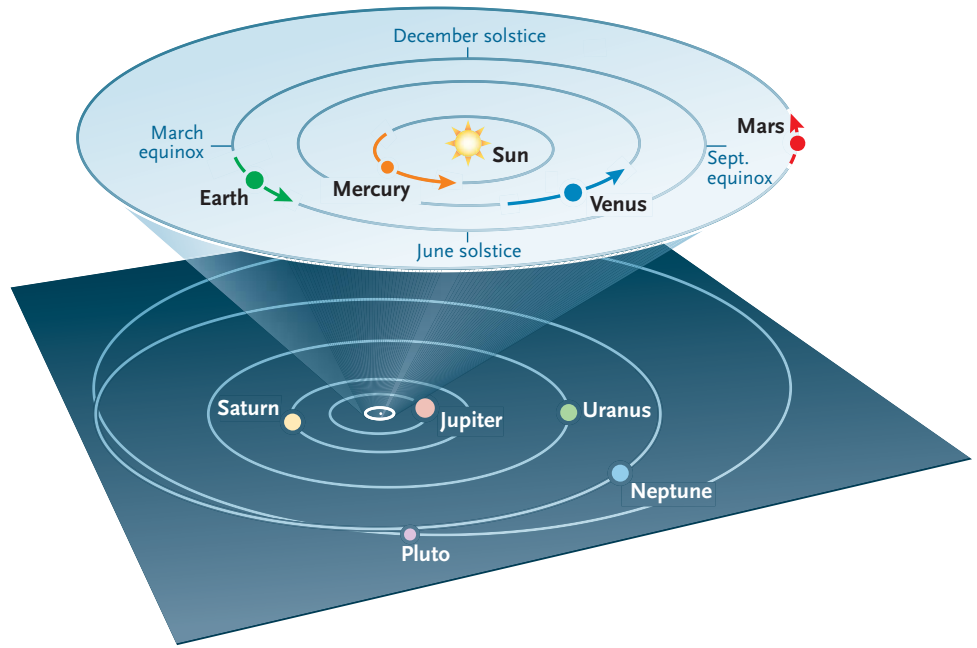 December solstice
March
equinox
Mars
Sun
Sept.
equinox
Mercury
Earth
Venus
June solstice
Saturn
Jupiter
Uranus
Neptune
Pluto